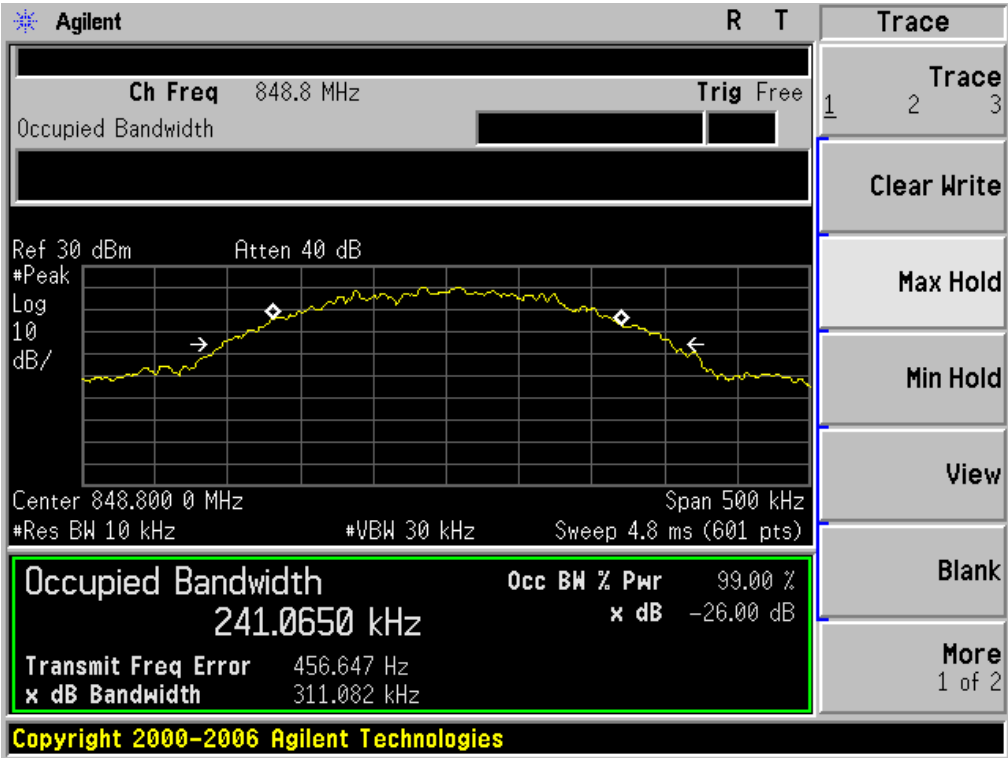 Agilent R T Trace
Ch Freq 848.8 MHz Trig Free
Occupied Bandwidth
Trace
1 2 3
Clear Write
Max Hold
Min Hold
View
Blank
More
1 of 2
Ref 30 dBm Atten 40 dB
#Peak
Log
10
dB/
Center 848.800 0 MHz Span 500 kHz
#Res BW 10 kHz #VBW 30 kHz Sweep 4.8 ms (601 pts)
Occupied Bandwidth Occ BW % Pwr 99.00 %
241.0650 kHz x dB -26.00 dB
Transmit Freq Error 456.647 Hz
x dB Bandwidth 311.082 kHz
Copyright 2000-2006 Agilent Technologies